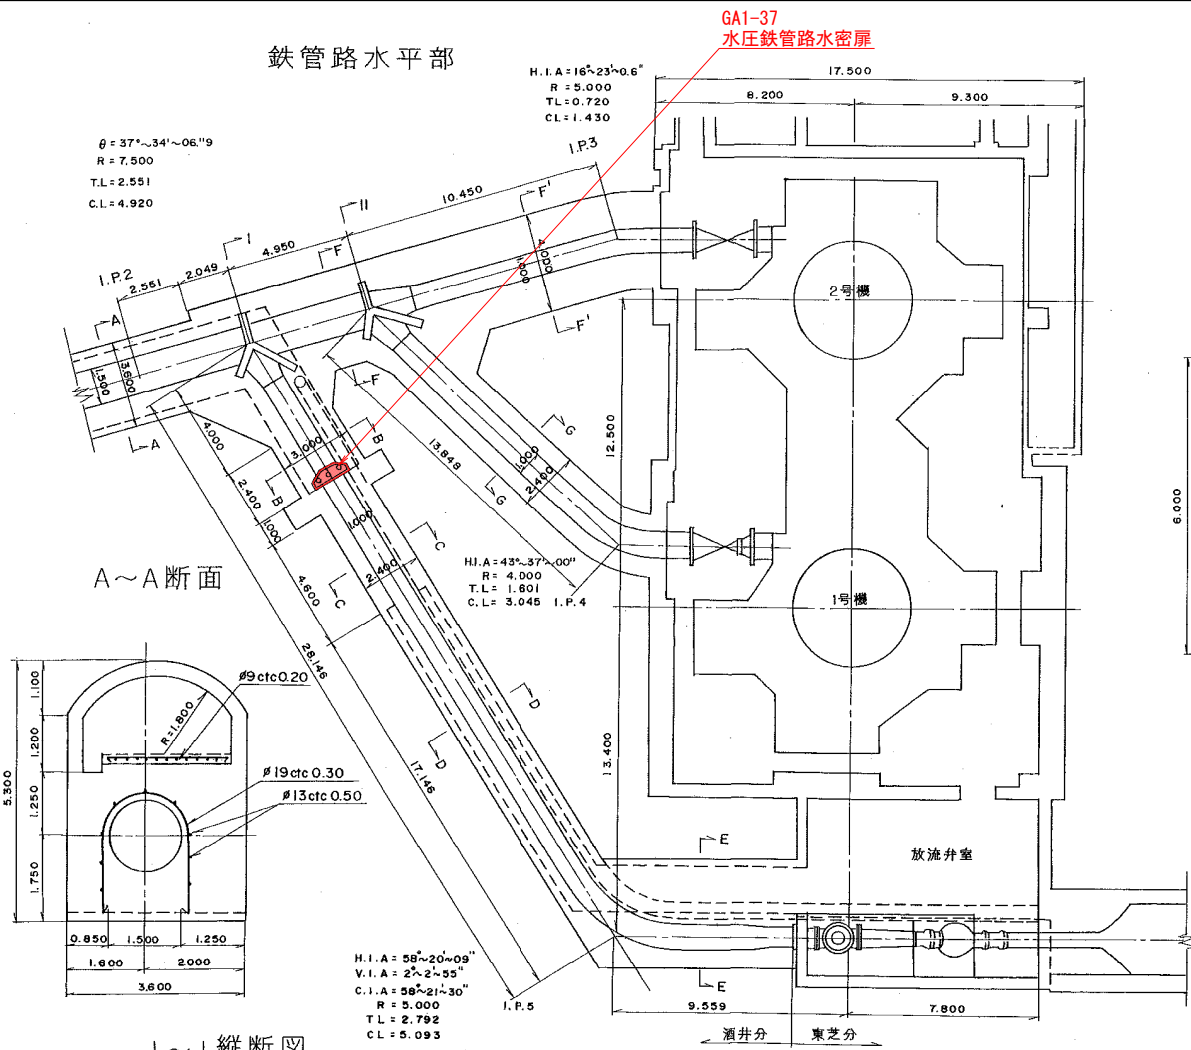 GA1-37
水圧鉄管路水密扉
鉄管路水平部
H.I.A=16°~23'~0.6"
R = 5.000
TL=0.720
CL=1.430
17.500
8.200
9.300
θ = 37°~34'~06."9
R = 7.500
T.L=2.551
C.L=4.920
I.P.3
10.450
F'
II
I
4.950
F
2.049
I.P.2
2.551
A
4.000
1.000
F'
2号機
1.500
3.600
A
F
4.000
3.000
B
B
2.400
1.000
13.848
G
G
1.000
2.400
12.500
6.000
1.000
C
C
2.400
4.600
A~A断面
H.I.A=43°~37'~00"
R= 4.000
T.L= 1.601
C.L= 3.045
I.P.4
1号機
28.146
D
D
17.146
13.400
ø9ctc0.20
R=1.800
ø19ctc0.30
ø13ctc0.50
1.100
1.200
5.300
1.250
1.750
0.850
1.500
1.250
1.600
2.000
3.600
E
放流弁室
E
H.I.A= 58°~20'~09"
V.I.A= 2°~2'~55"
C.I.A= 58°~21'~30"
R = 5.000
TL = 2.792
CL = 5.093
I.P.5
9.559
7.800
酒井分
東芝分
I~I縦断図